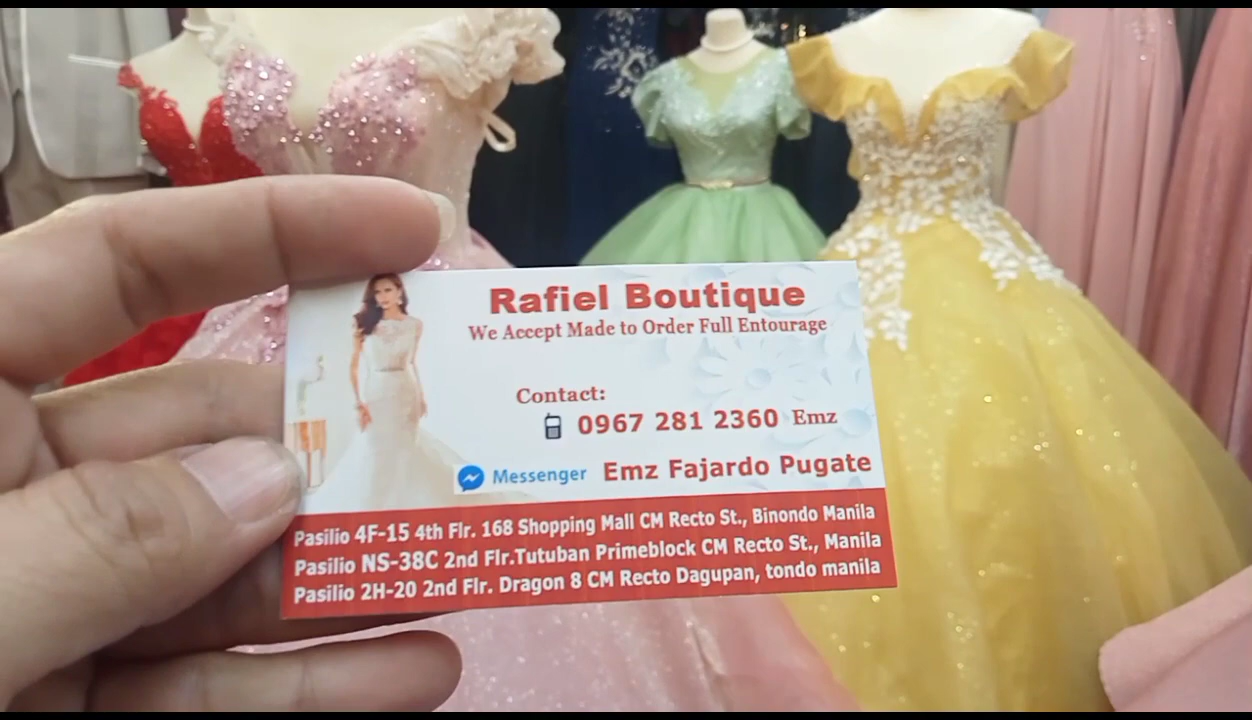 Rafiel Boutique
We Accept Made to Order Full Entourage
Contact:
0967 281 2360 Emz
Messenger Emz Fajardo Pugate
Pasilio 4F-15 4th Flr. 168 Shopping Mall CM Recto St., Binondo Manila
Pasilio NS-38C 2nd Flr.Tutuban Primeblock CM Recto St., Manila
Pasilio 2H-20 2nd Flr. Dragon 8 CM Recto Dagupan, tondo manila